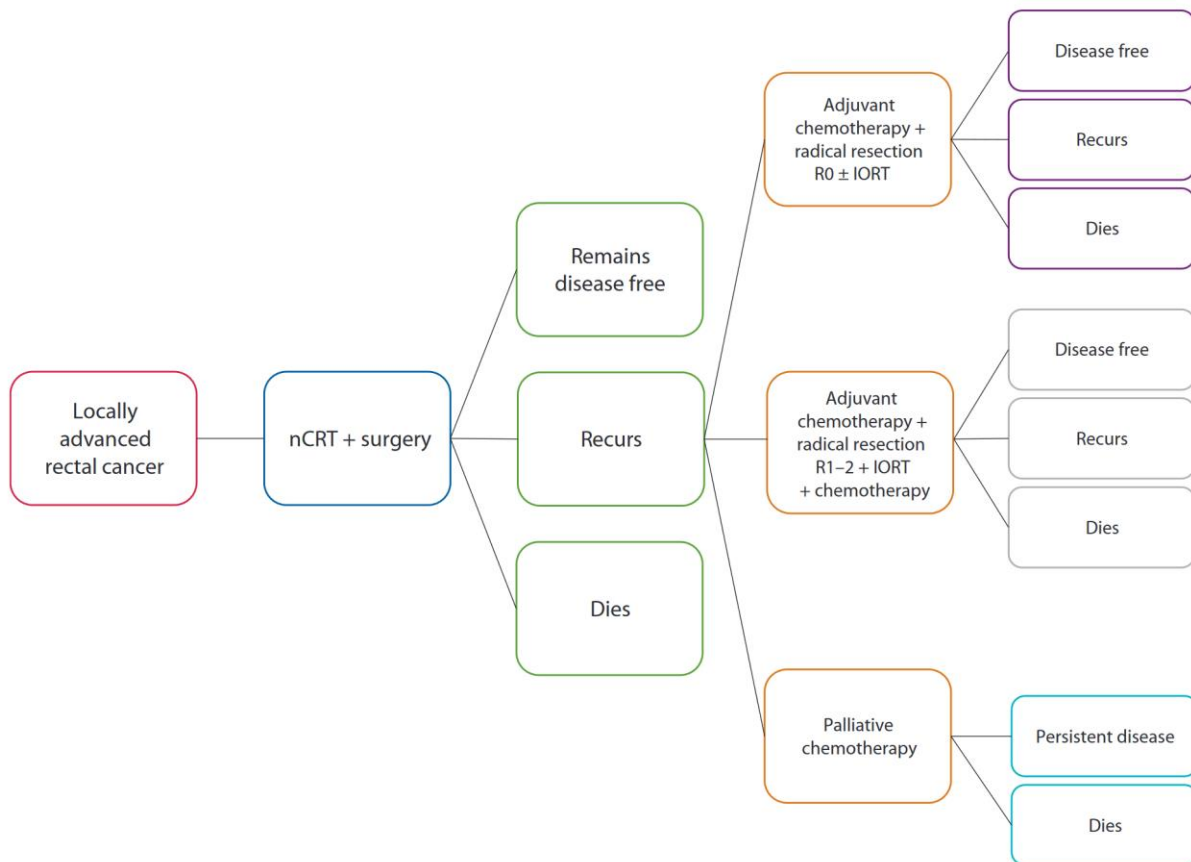 Locally
advanced
rectal cancer
nCRT + surgery
Remains
disease free
Recurs
Dies
Adjuvant
chemotherapy +
radical resection
R0 ± IORT
Adjuvant
chemotherapy +
radical resection
R1–2 + IORT
+ chemotherapy
Palliative
chemotherapy
Disease free
Recurs
Dies
Disease free
Recurs
Dies
Persistent disease
Dies